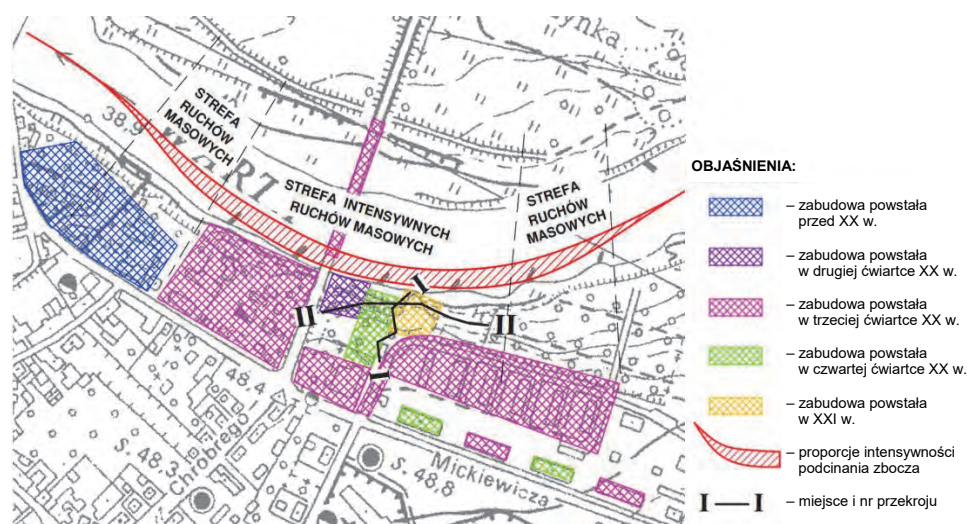 ynka
STREFA
RUCHÓW
MASOWYCH
38.9
WART
STREFA INTENSYWNYCH
RUCHÓW MASOWYCH
STREFA
RUCHÓW
MASOWYCH
I
II
II
I
48.4
Chrobrego
S. 48.3
S. 48.8
Mickiewicza
OBJAŚNIENIA:
– zabudowa powstała
przed XX w.
– zabudowa powstała
w drugiej ćwiartce XX w.
– zabudowa powstała
w trzeciej ćwiartce XX w.
– zabudowa powstała
w czwartej ćwiartce XX w.
– zabudowa powstała
w XXI w.
– proporcje intensywności
podcinania zbocza
I — I – miejsce i nr przekroju